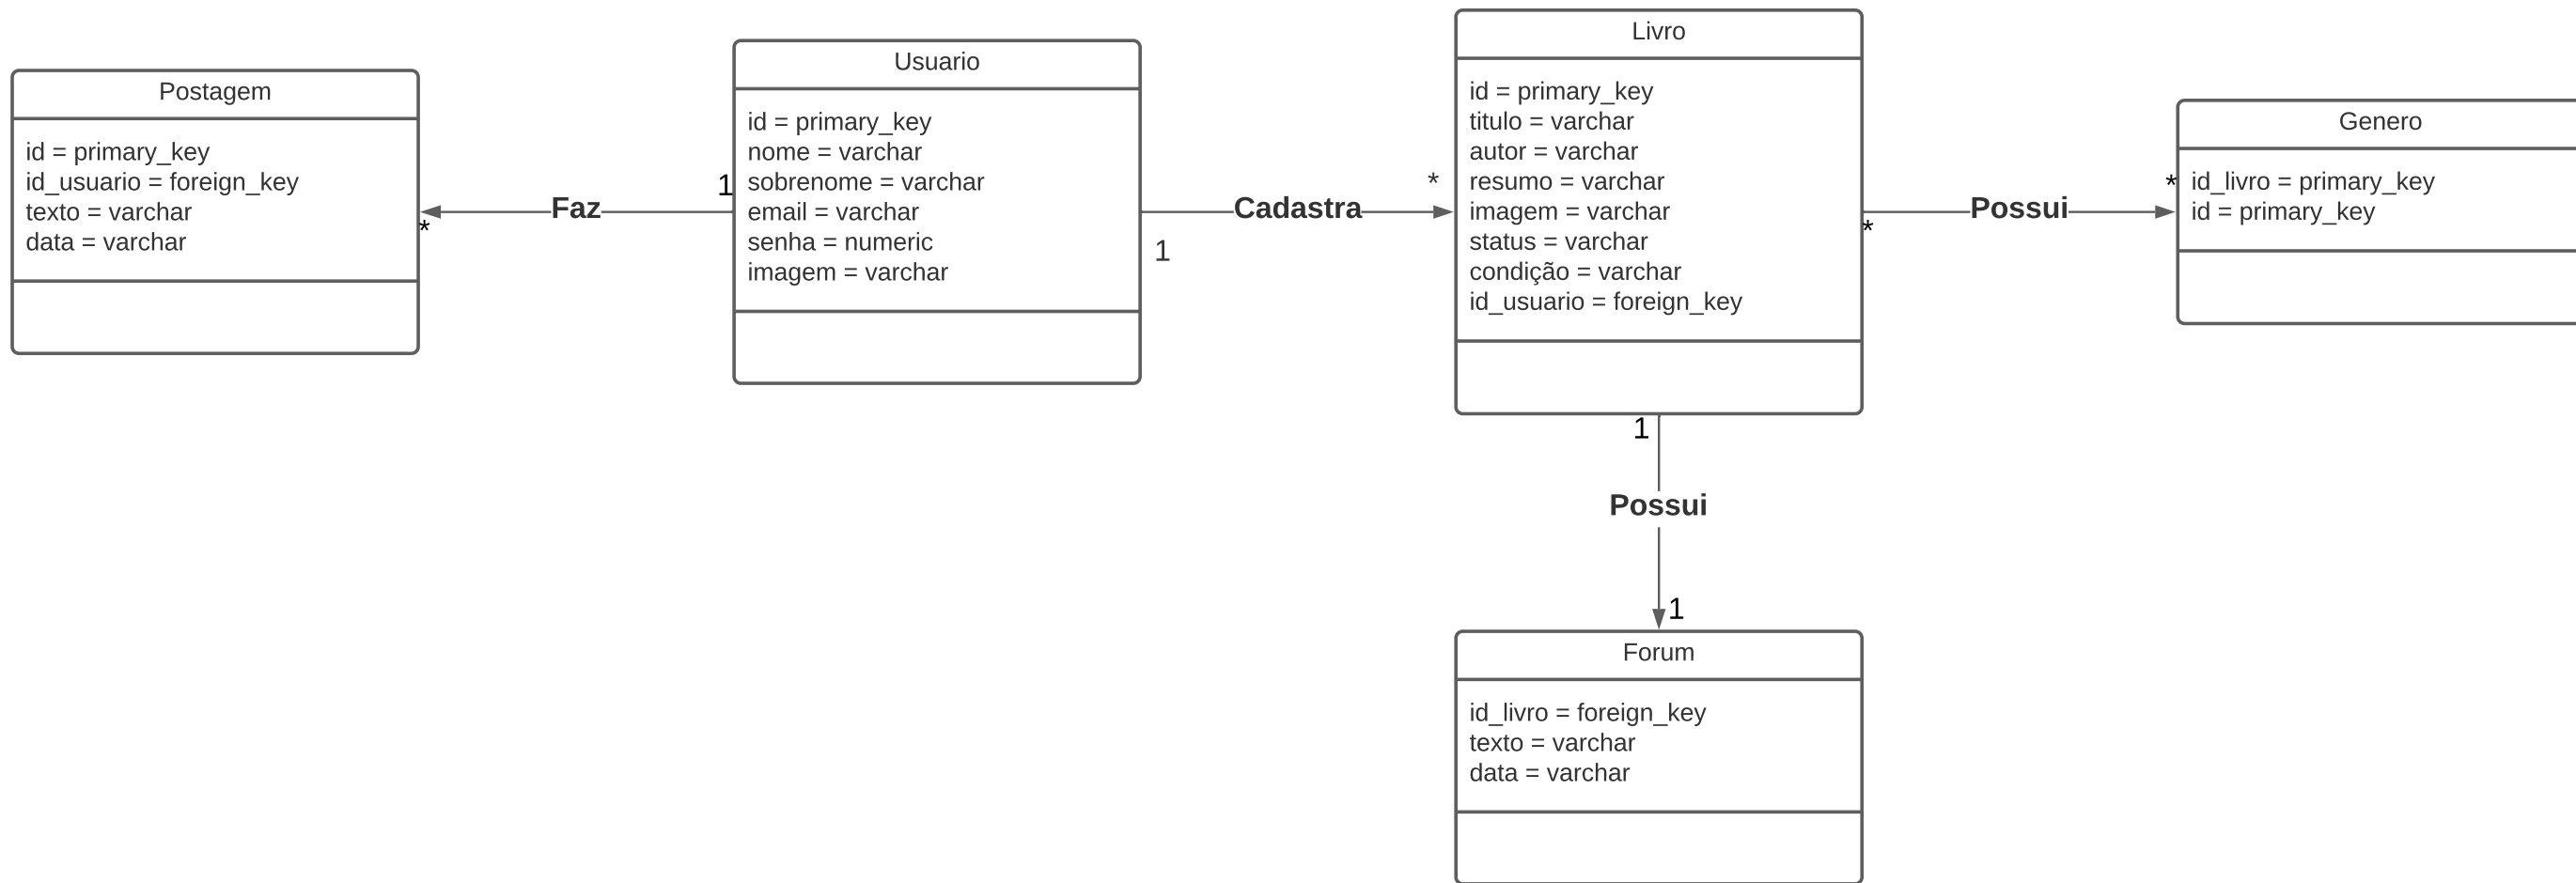 Postagem
id = primary_key
id_usuario = foreign_key
texto = varchar
data = varchar
*
Faz
1
Usuario
id = primary_key
nome = varchar
sobrenome = varchar
email = varchar
senha = numeric
imagem = varchar
1
Cadastra
*
Livro
id = primary_key
titulo = varchar
autor = varchar
resumo = varchar
imagem = varchar
status = varchar
condição = varchar
id_usuario = foreign_key
*
Possui
*
Genero
id_livro = primary_key
id = primary_key
1
Possui
1
Forum
id_livro = foreign_key
texto = varchar
data = varchar